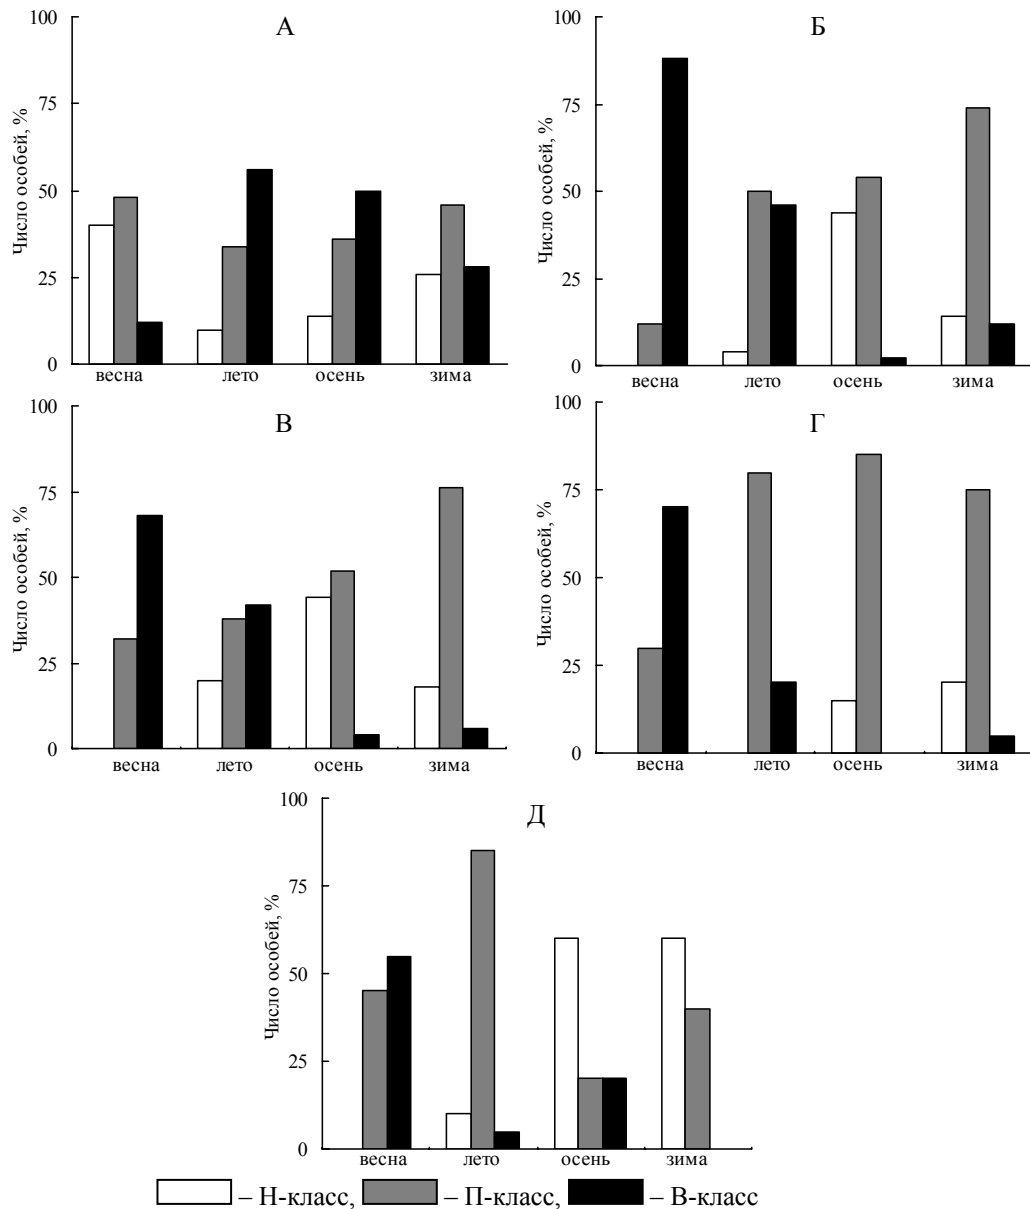 А
Число особей, %
100
75
50
25
0
весна лето осень зима
Б
Число особей, %
100
75
50
25
0
весна лето осень зима
В
Число особей, %
100
75
50
25
0
весна лето осень зима
Г
Число особей, %
100
75
50
25
0
весна лето осень зима
Д
Число особей, %
100
75
50
25
0
весна лето осень зима
– Н-класс, – П-класс, – В-класс